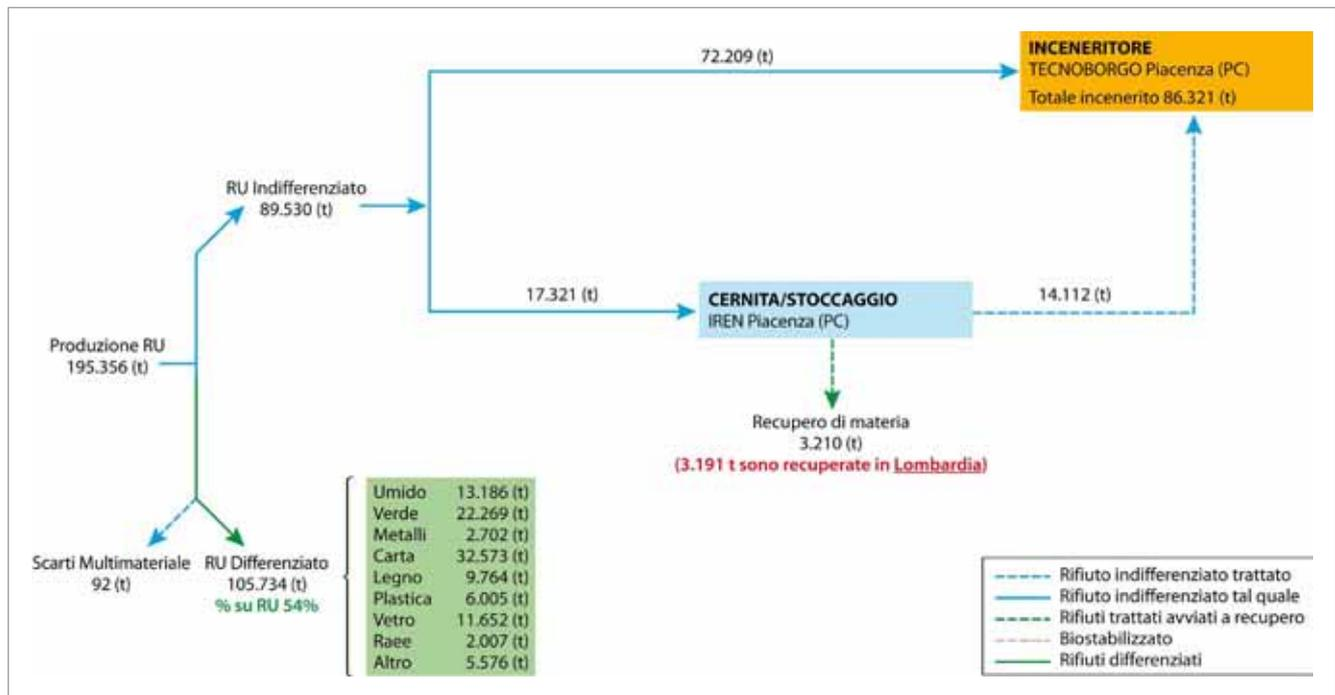 72.209 (t)
INCENERITORE
TECNOBORGO Piacenza (PC)
Totale incenerito 86.321 (t)
RU Indifferenziato
89.530 (t)
17.321 (t)
CERNITA/STOCCAGGIO
IREN Piacenza (PC)
14.112 (t)
Produzione RU
195.356 (t)
Recupero di materia
3.210 (t)
(3.191 t sono recuperate in Lombardia)
Scarti Multimateriale
92 (t)
RU Differenziato
105.734 (t)
% su RU 54%
Umido 13.186 (t)
Verde 22.269 (t)
Metalli 2.702 (t)
Carta 32.573 (t)
Legno 9.764 (t)
Plastica 6.005 (t)
Vetro 11.652 (t)
Raee 2.007 (t)
Altro 5.576 (t)
Rifiuto indifferenziato trattato
Rifiuto indifferenziato tal quale
Rifiuti trattati avviati a recupero
Biostabilizzato
Rifiuti differenziati